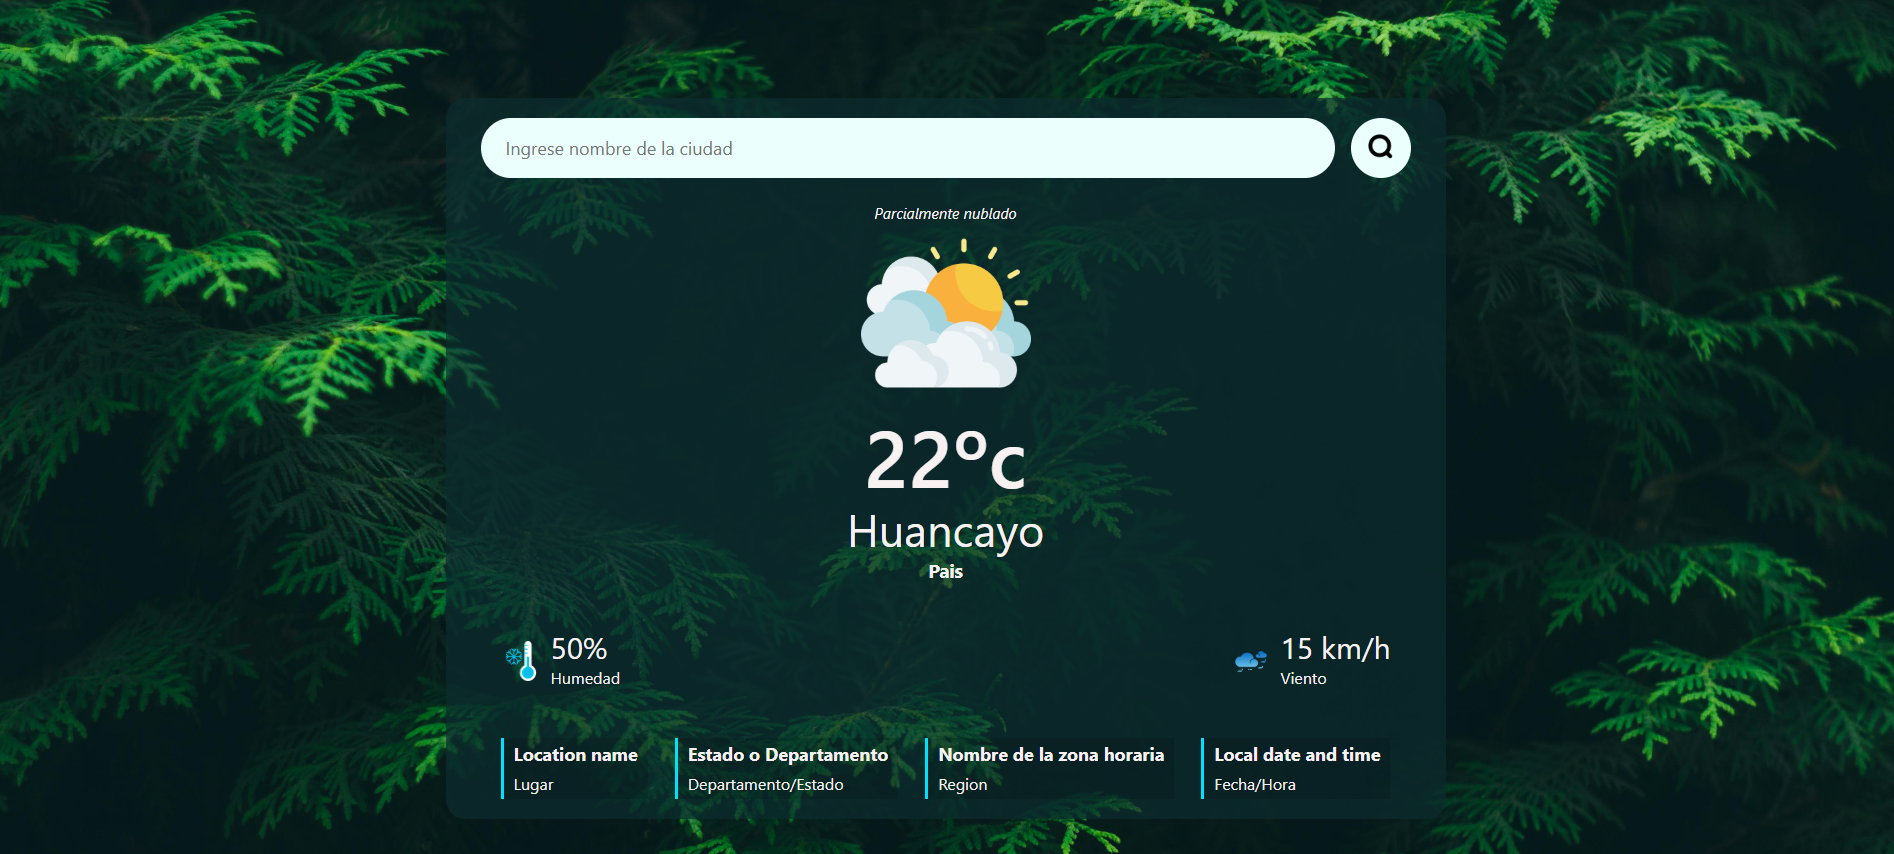 Ingrese nombre de la ciudad
Parcialmente nublado
22°c
Huancayo
Pais
50%
Humedad
15 km/h
Viento
Location name
Lugar
Estado o Departamento
Departamento/Estado
Nombre de la zona horaria
Region
Local date and time
Fecha/Hora